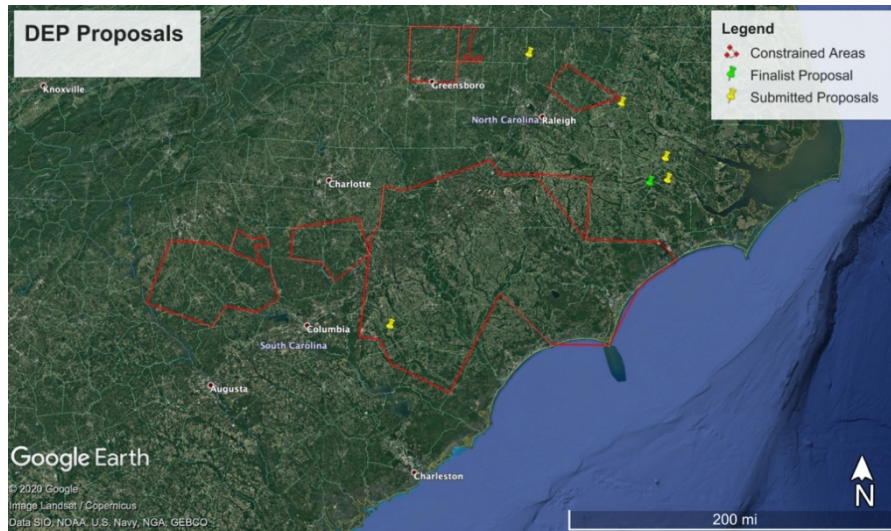 DEP Proposals
Legend
Constrained Areas
Finalist Proposal
Submitted Proposals
Knoxville
Greensboro
North Carolina
Raleigh
Charlotte
Columbia
South Carolina
Augusta
Charleston
Google Earth
© 2020 Google
Image Landsat / Copernicus
Data SIO, NOAA, U.S. Navy, NGA, GEBCO
200 mi
N